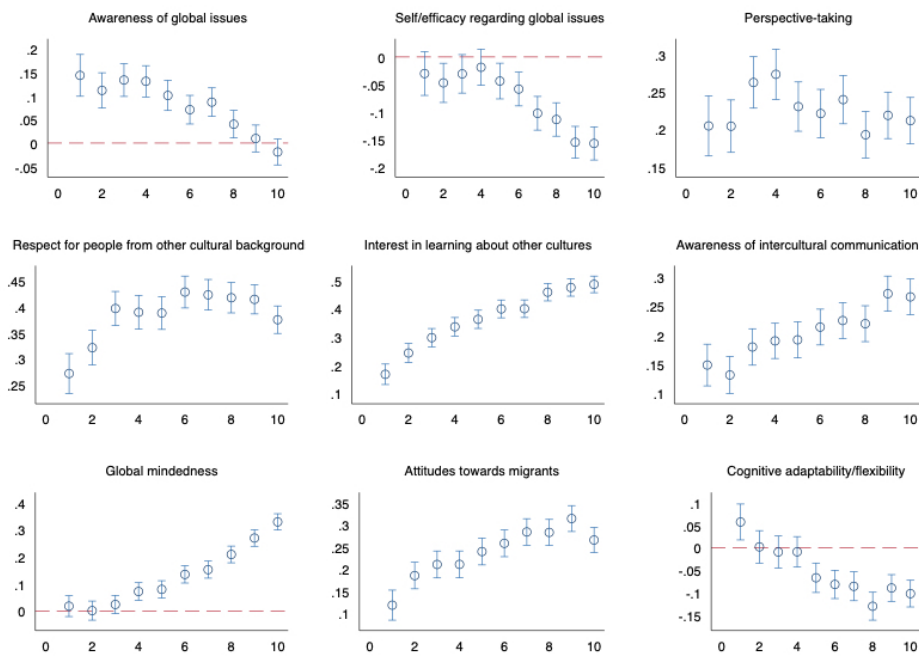 Awareness of global issues
.2
.15
.1
.05
0
-.05
0 2 4 6 8 10
Self/efficacy regarding global issues
0
-.05
-.1
-.15
-.2
0 2 4 6 8 10
Perspective-taking
.3
.25
.2
.15
0 2 4 6 8 10
Respect for people from other cultural background
.45
.4
.35
.3
.25
0 2 4 6 8 10
Interest in learning about other cultures
.5
.4
.3
.2
.1
0 2 4 6 8 10
Awareness of intercultural communication
.3
.25
.2
.15
.1
0 2 4 6 8 10
Global mindedness
.4
.3
.2
.1
0
0 2 4 6 8 10
Attitudes towards migrants
.35
.3
.25
.2
.15
.1
0 2 4 6 8 10
Cognitive adaptability/flexibility
.1
.05
0
-.05
-.1
-.15
0 2 4 6 8 10